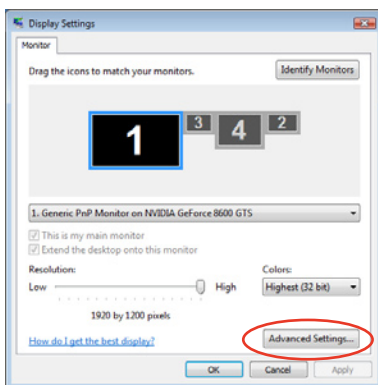 Display Settings
Monitor
Drag the icons to match your monitors.
Identify Monitors
1 3 4 2
1. Generic PnP Monitor on NVIDIA GeForce 8600 GTS
This is my main monitor
Extend the desktop onto this monitor
Resolution: Colors:
Low High Highest (32 bit)
1920 by 1200 pixels
How do I get the best display? Advanced Settings...
OK Cancel Apply